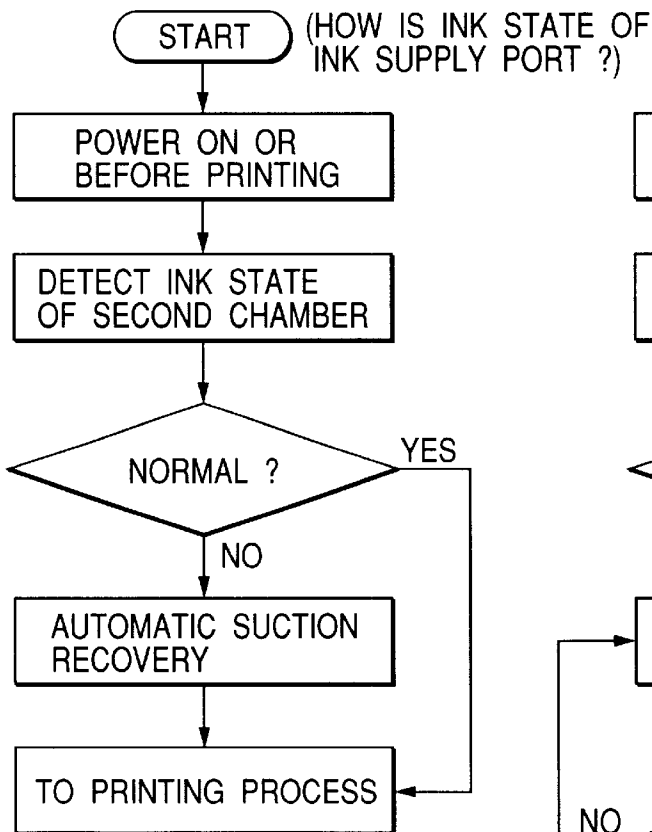 START
(HOW IS INK STATE OF
INK SUPPLY PORT ?)
POWER ON OR
BEFORE PRINTING
DETECT INK STATE
OF SECOND CHAMBER
NORMAL ?
YES
NO
AUTOMATIC SUCTION
RECOVERY
TO PRINTING PROCESS
NO